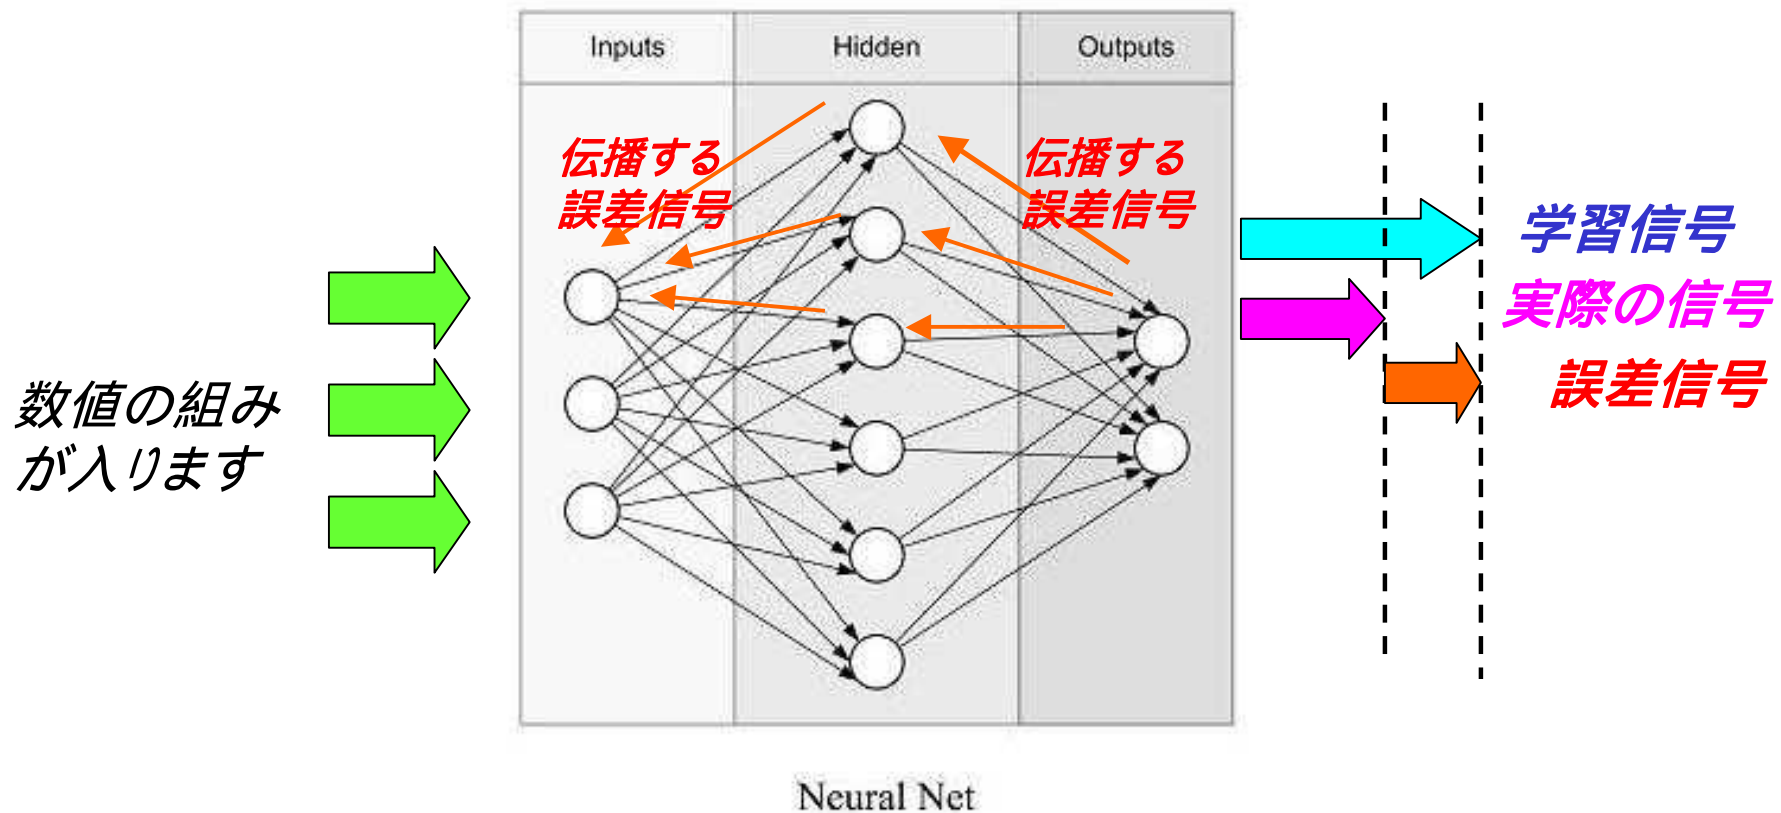 Inputs
Hidden
Outputs
伝播する
誤差信号
伝播する
誤差信号
学習信号
実際の信号
誤差信号
数値の組み
が入ります
Neural Net